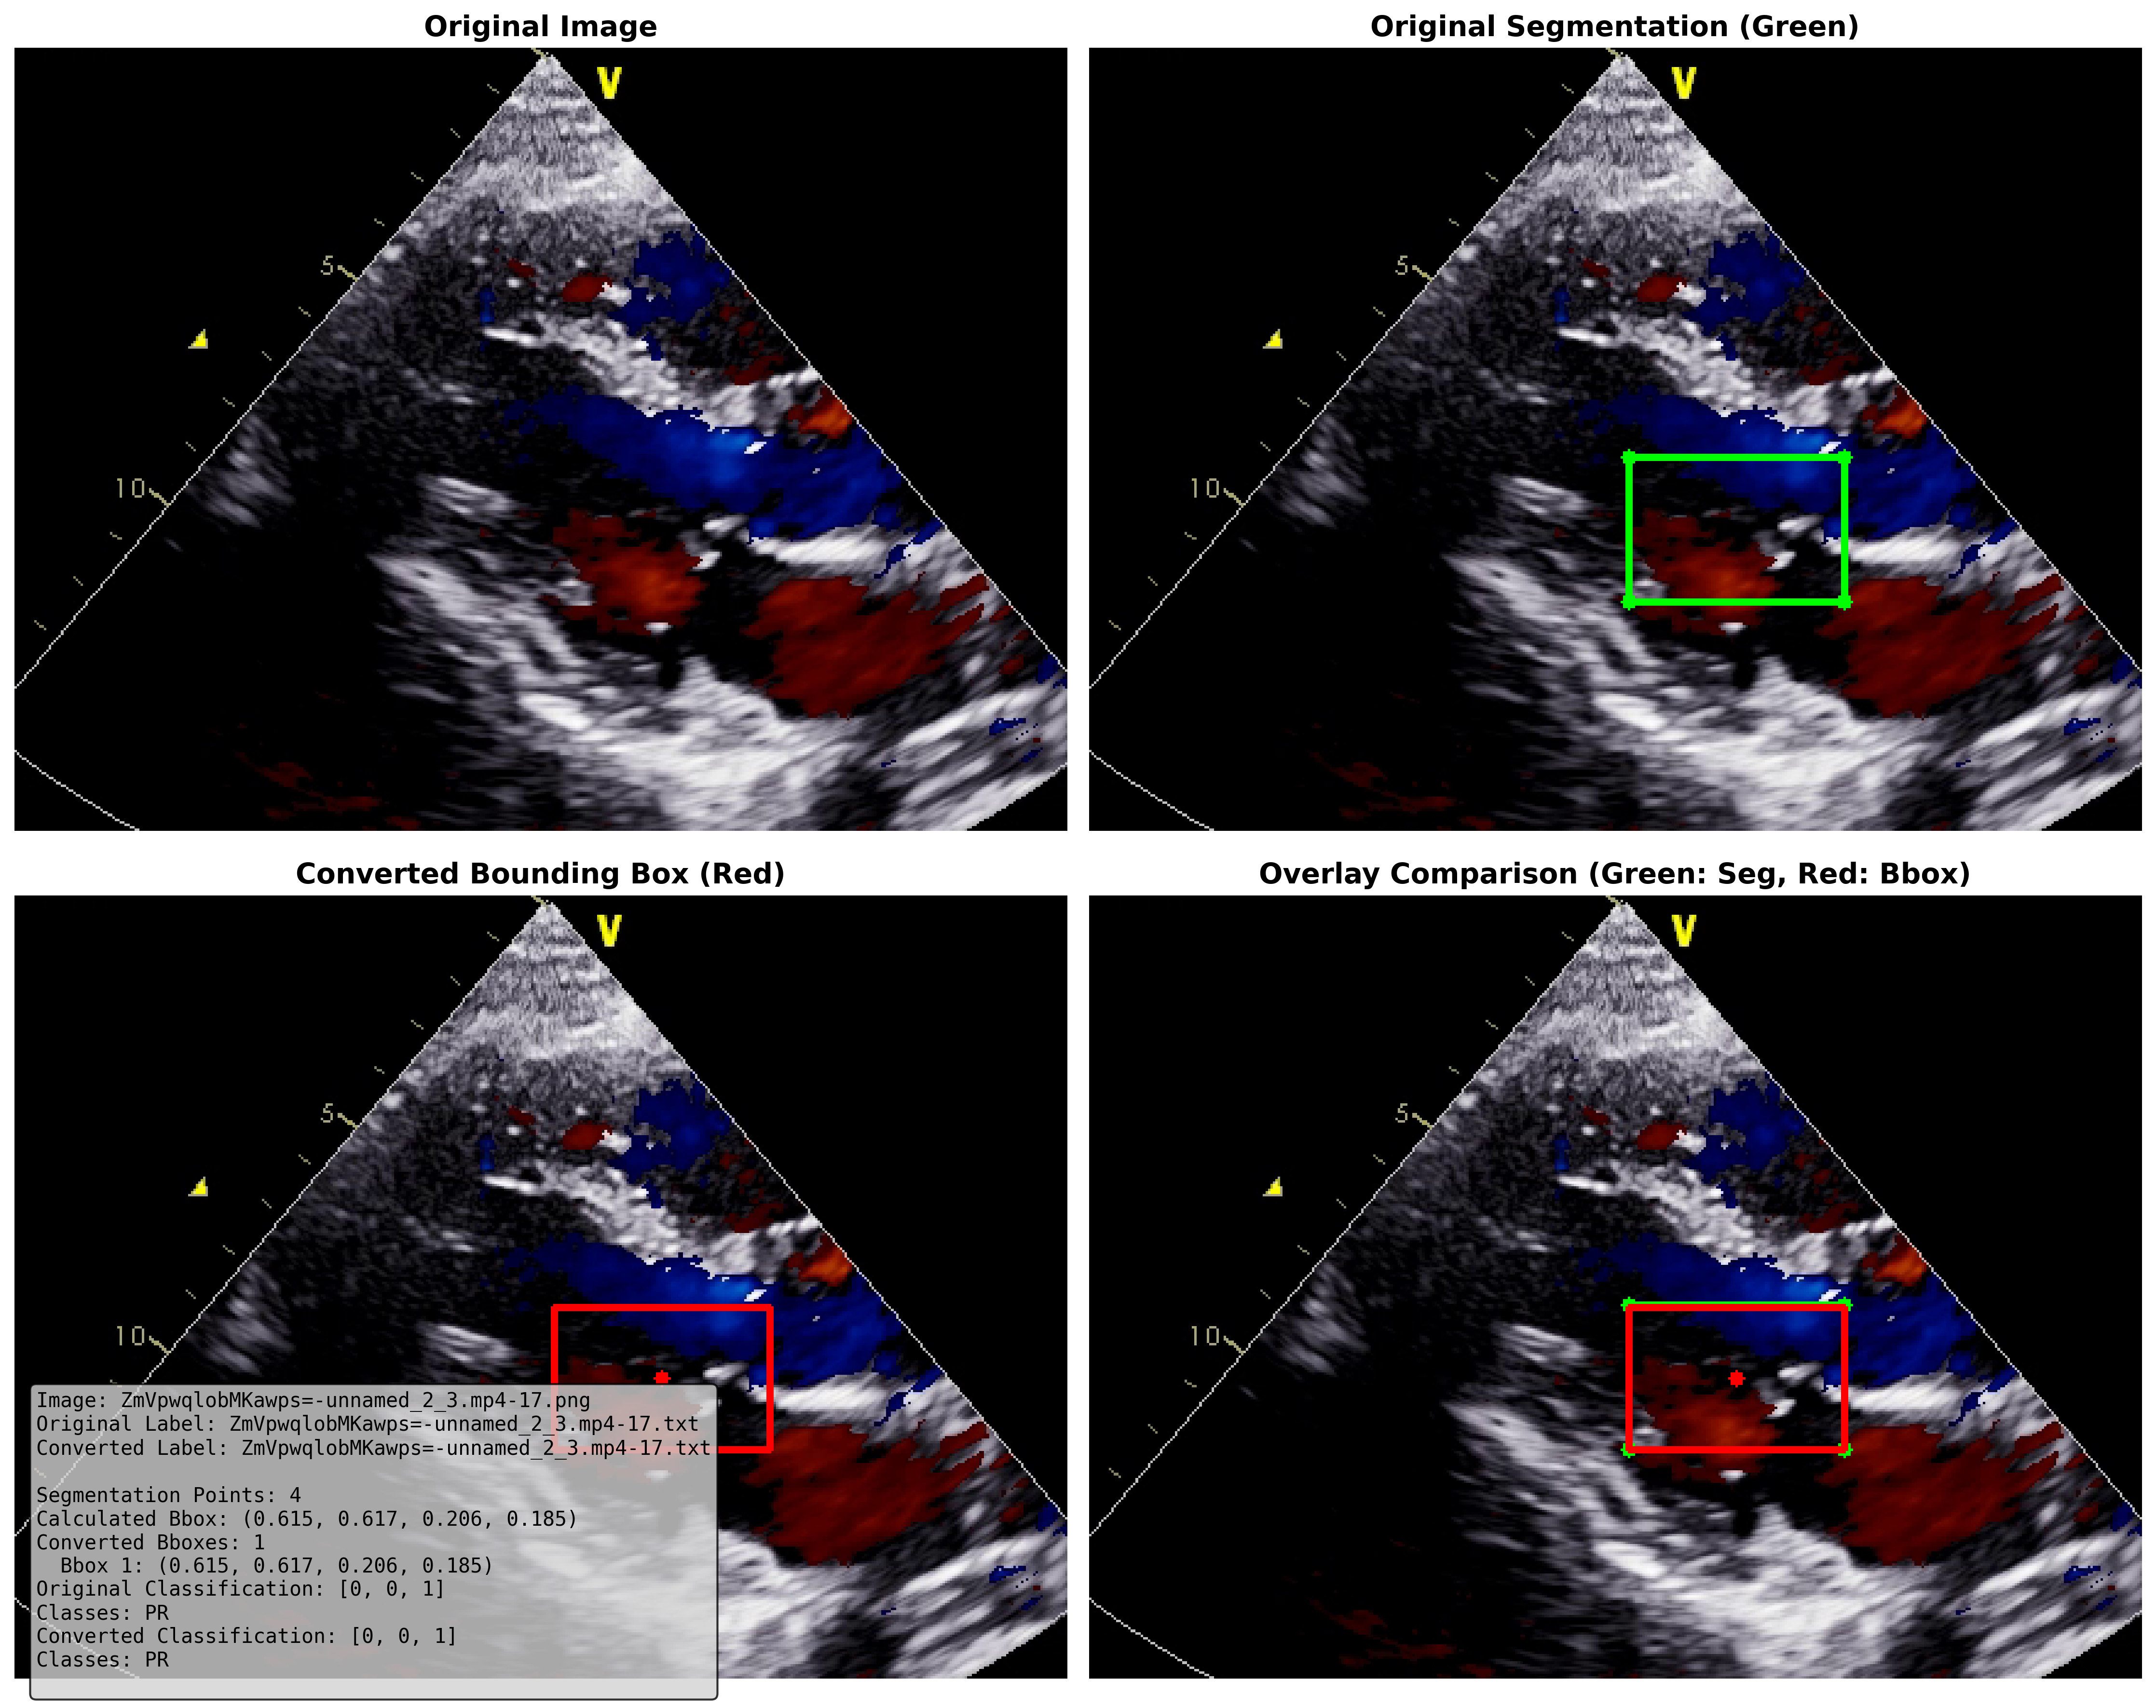 Original Image
Original Segmentation (Green)
V
5
10
V
5
10
Converted Bounding Box (Red)
Overlay Comparison (Green: Seg, Red: Bbox)
V
5
10
V
5
10
Image: ZmVpwqlobMKawps=-unnamed_2_3.mp4-17.png
Original Label: ZmVpwqlobMKawps=-unnamed_2_3.mp4-17.txt
Converted Label: ZmVpwqlobMKawps=-unnamed_2_3.mp4-17.txt
Segmentation Points: 4
Calculated Bbox: (0.615, 0.617, 0.206, 0.185)
Converted Bboxes: 1
Bbox 1: (0.615, 0.617, 0.206, 0.185)
Original Classification: [0, 0, 1]
Classes: PR
Converted Classification: [0, 0, 1]
Classes: PR